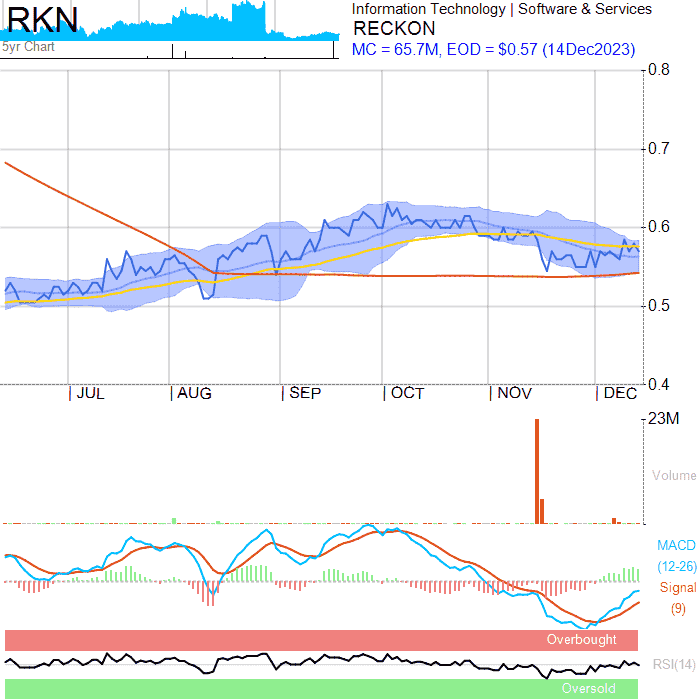 RKN
5yr Chart
Information Technology | Software & Services
RECKON
MC = 65.7M, EOD = $0.57 (14Dec2023)
0.8
0.7
0.6
0.5
0.4
JUL AUG SEP OCT NOV DEC
23M
Volume
MACD
(12-26)
Signal
(9)
Overbought
RSI(14)
Oversold